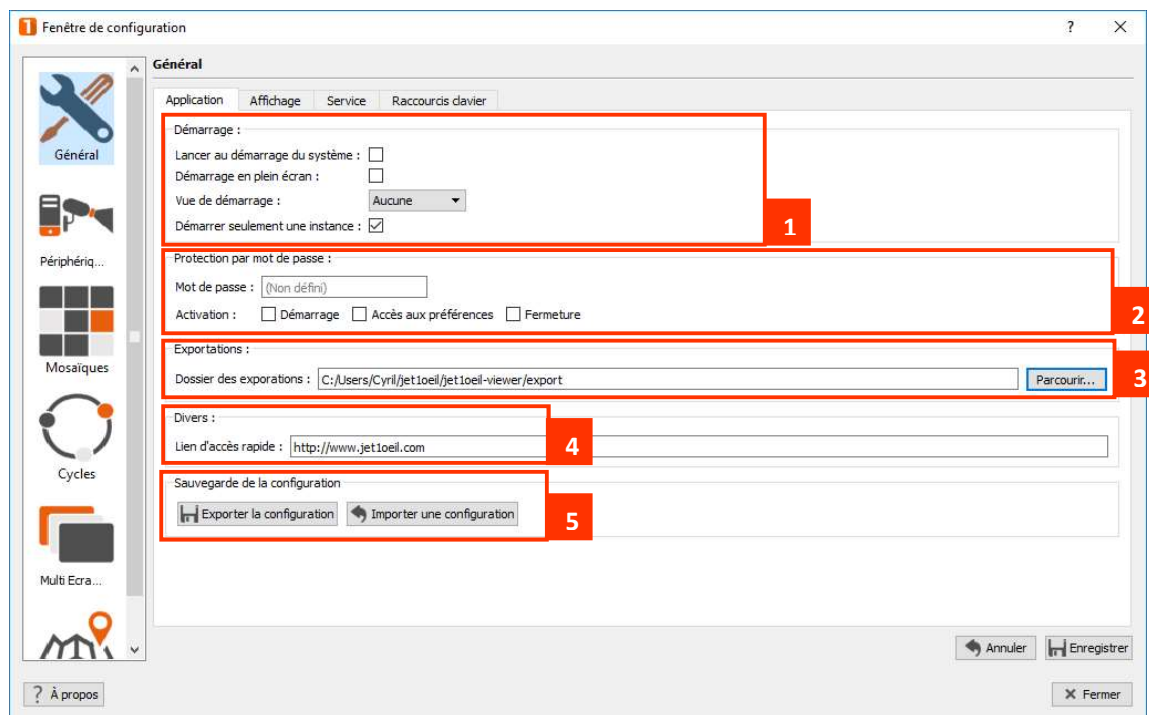 Fenêtre de configuration
Général
Application Affichage Service Raccourcis clavier
Démarrage :
Lancer au démarrage du système :
Démarrage en plein écran :
Vue de démarrage : Aucune
Démarrer seulement une instance :
1
Protection par mot de passe :
Mot de passe : (Non défini)
Activation : Démarrage Accès aux préférences Fermeture
2
Exportations :
Dossier des exporations : C:/Users/Cyril/jet1oeil/jet1oeil-viewer/export Parcourir...
3
Divers :
Lien d'accès rapide : http://www.jet1oeil.com
4
Sauvegarde de la configuration
Exporter la configuration Importer une configuration
5
Général
Périphériq...
Mosaïques
Cycles
Multi Ecra...
Annuler Enregistrer
? À propos Fermer